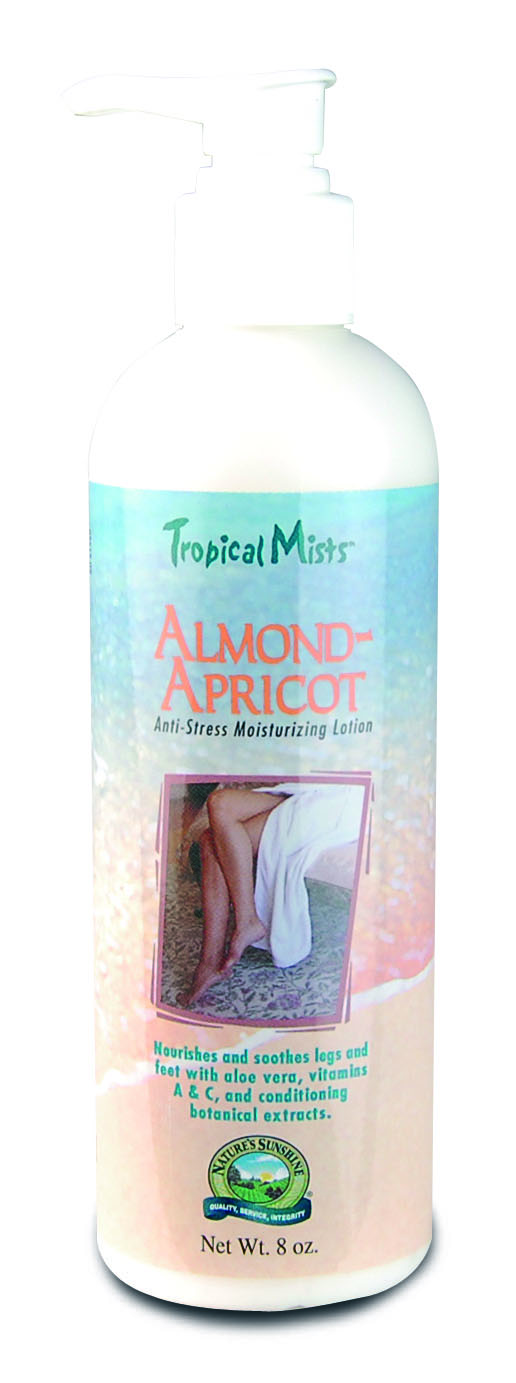 Tropical Mists™
ALMOND-
APRICOT
Anti-Stress Moisturizing Lotion
Nourishes and soothes legs and
feet with aloe vera, vitamins
A & C, and conditioning
botanical extracts.
NATURE'S SUNSHINE
®
QUALITY, SERVICE, INTEGRITY
Net Wt. 8 oz.